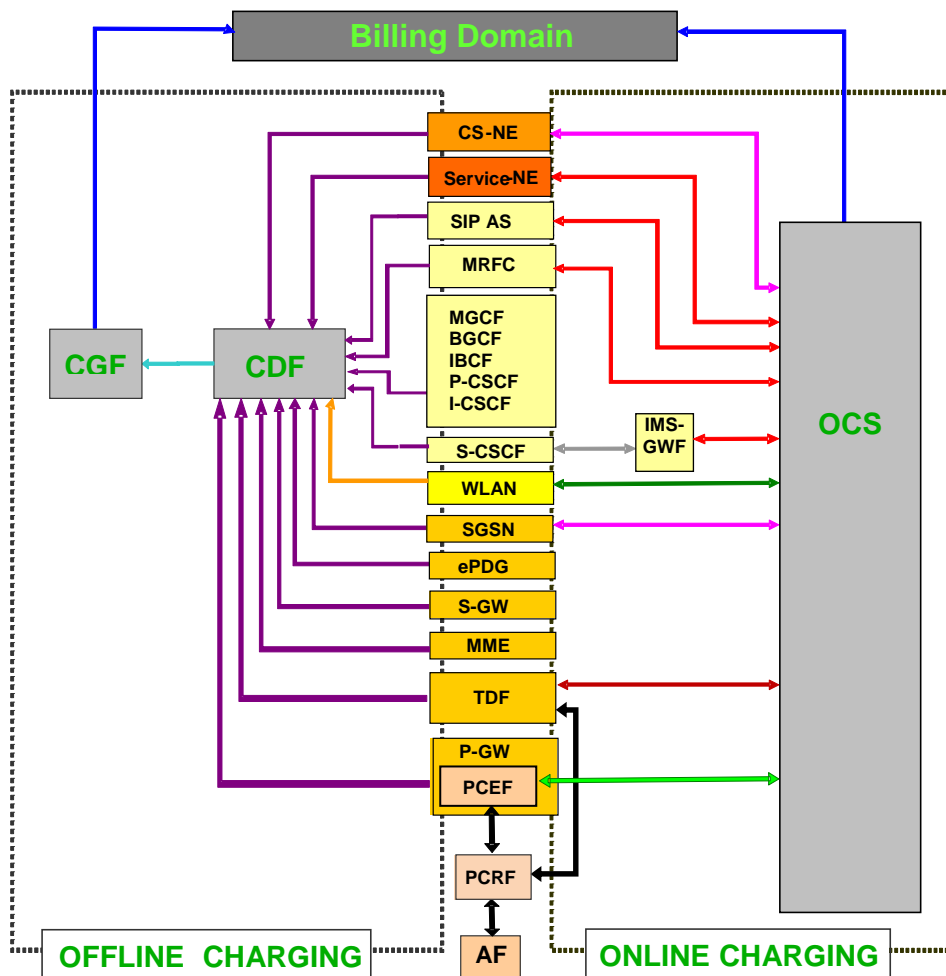 Billing Domain
CS-NE
Service-NE
SIP AS
MRFC
MGCF
BGCF
IBCF
P-CSCF
I-CSCF
CGF
CDF
OCS
IMS-
GWF
S-CSCF
WLAN
SGSN
ePDG
S-GW
MME
TDF
P-GW
PCEF
PCRF
AF
OFFLINE CHARGING
ONLINE CHARGING